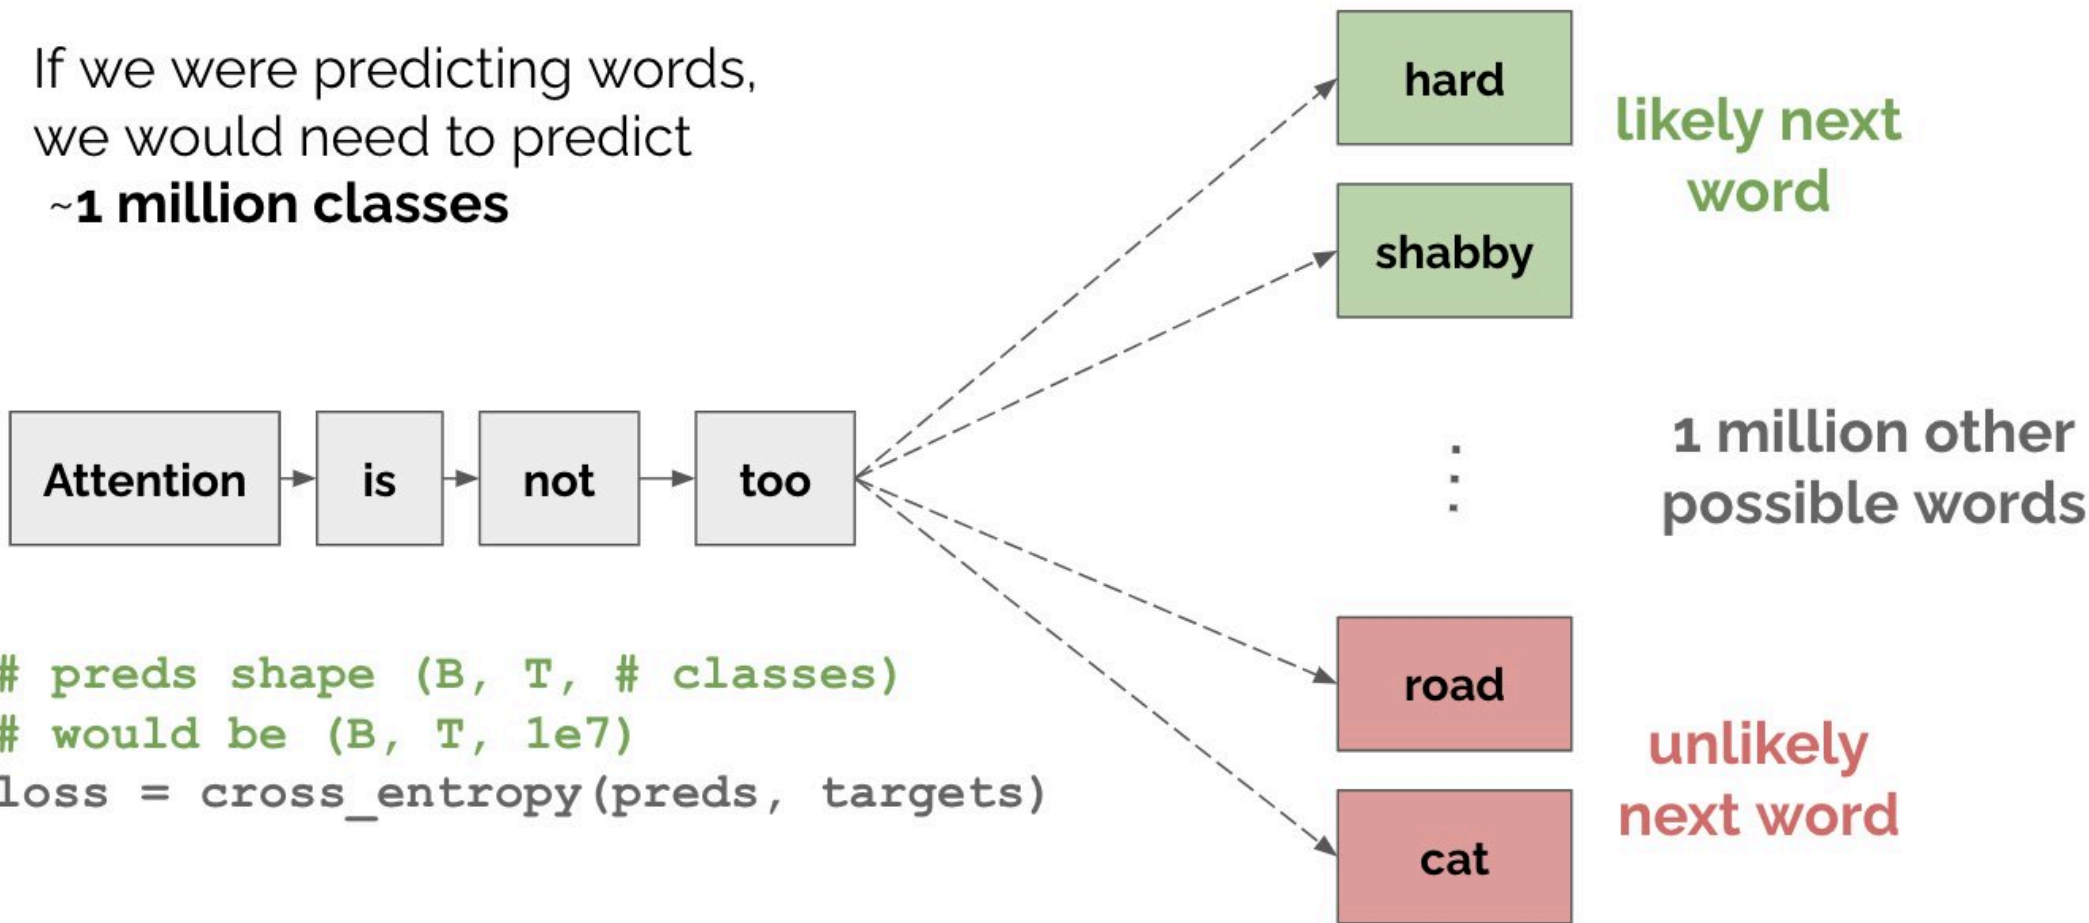 If we were predicting words,
we would need to predict
~1 million classes
hard
likely next
word
shabby
Attention
is
not
too
1 million other
possible words
# preds shape (B, T, # classes)
# would be (B, T, 1e7)
loss = cross_entropy(preds, targets)
road
unlikely
next word
cat